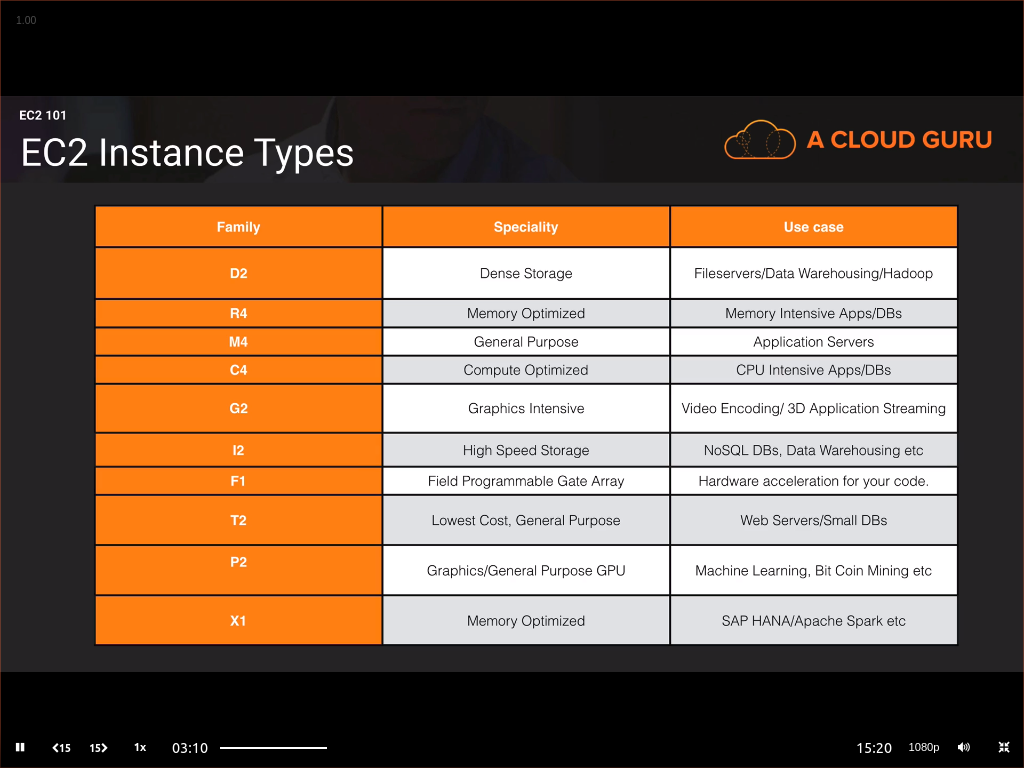 1.00
EC2 101
EC2 Instance Types
A CLOUD GURU
Family Speciality Use case
D2 Dense Storage Fileservers/Data Warehousing/Hadoop
R4 Memory Optimized Memory Intensive Apps/DBs
M4 General Purpose Application Servers
C4 Compute Optimized CPU Intensive Apps/DBs
G2 Graphics Intensive Video Encoding/ 3D Application Streaming
I2 High Speed Storage NoSQL DBs, Data Warehousing etc
F1 Field Programmable Gate Array Hardware acceleration for your code.
T2 Lowest Cost, General Purpose Web Servers/Small DBs
P2 Graphics/General Purpose GPU Machine Learning, Bit Coin Mining etc
X1 Memory Optimized SAP HANA/Apache Spark etc
15 15 1x 03:10 15:20 1080p